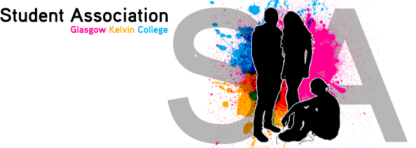 Student Association
Glasgow Kelvin College
SA